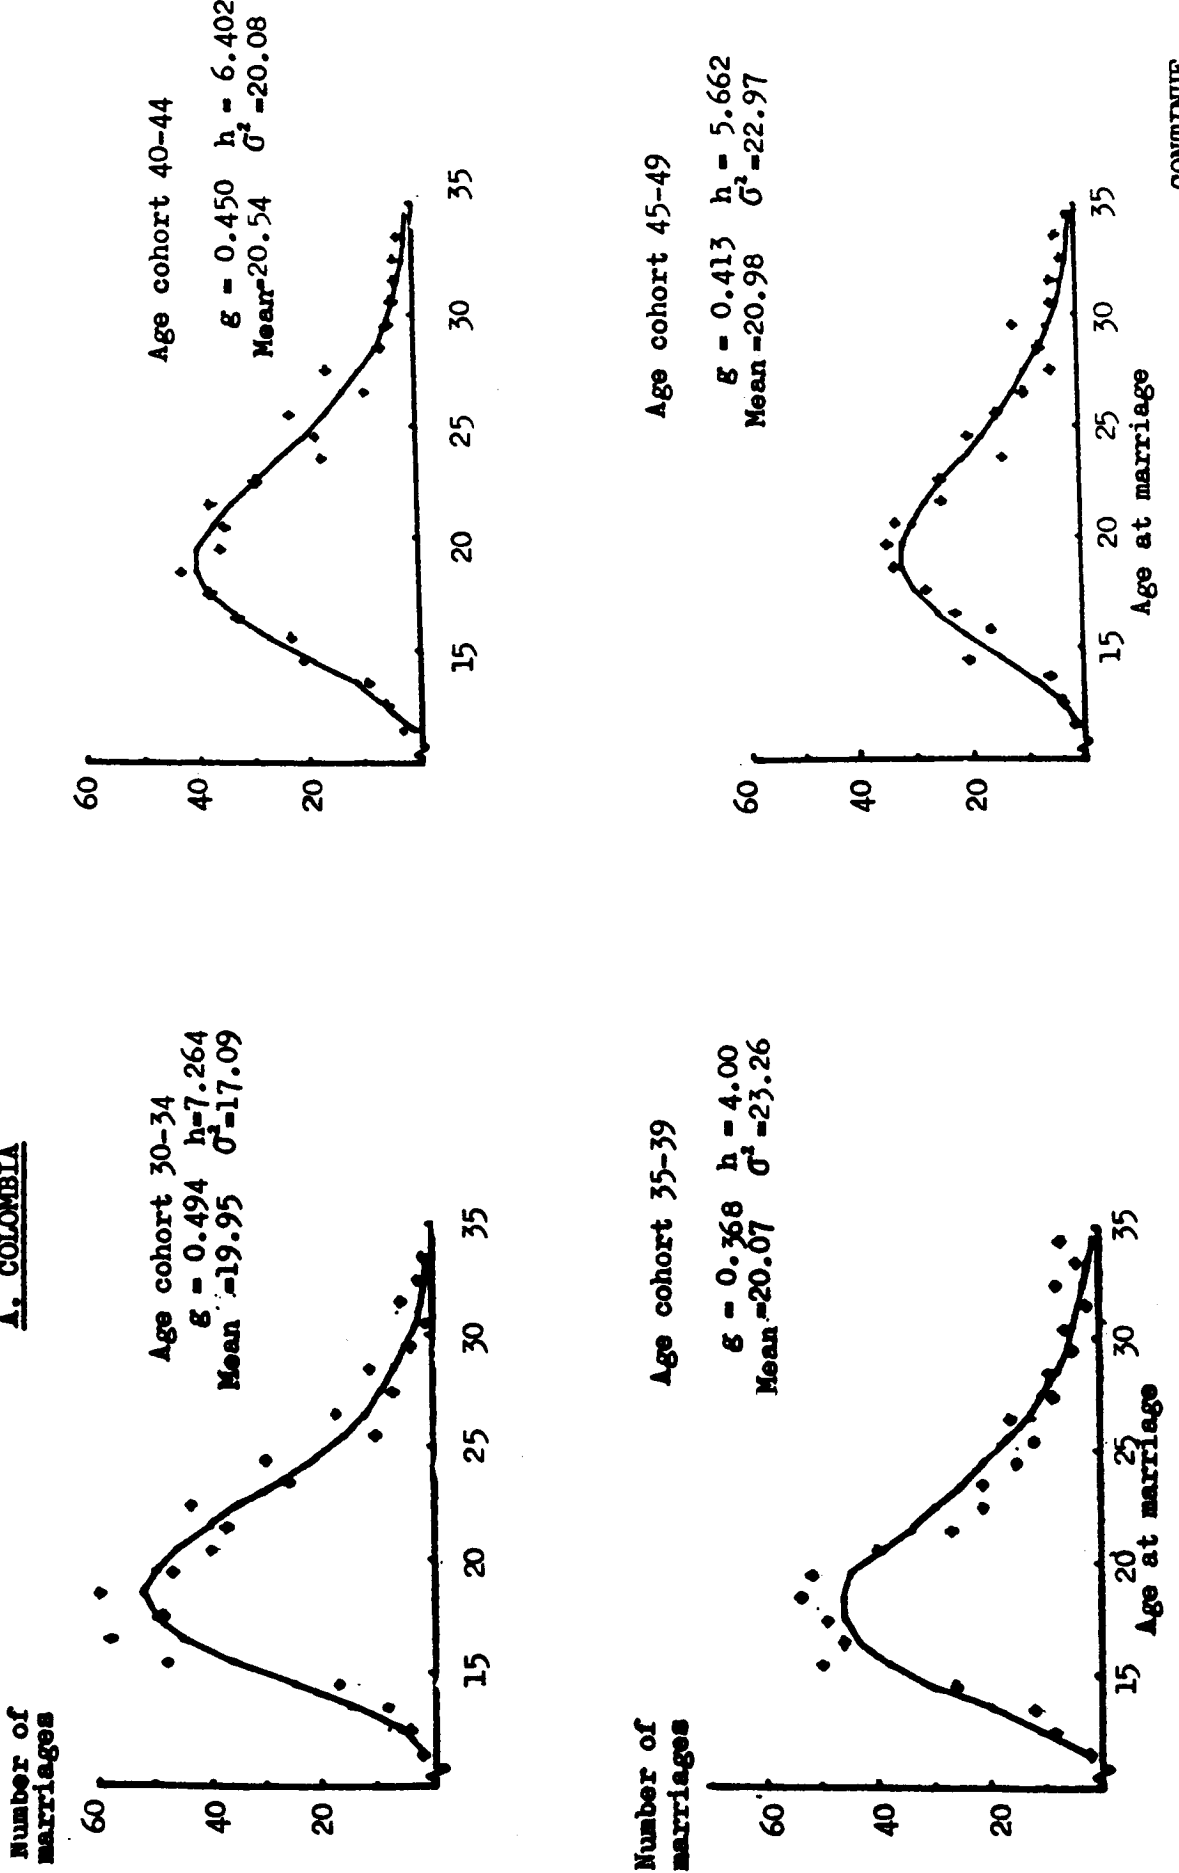 A. COLOMBIA
Number of
marriages
60
40
20
15
20
25
30
35
Age cohort 30-34
g = 0.494 h=7.264
Mean =19.95 σ²=17.09
60
40
20
15
20
25
30
35
Age cohort 40-44
g = 0.450 h = 6.402
Mean=20.54 σ²=20.08
Number of
marriages
60
40
20
15
20
25
30
35
Age at marriage
Age cohort 35-39
g = 0.368 h = 4.00
Mean=20.07 σ²=23.26
60
40
20
15
20
25
30
35
Age at marriage
Age cohort 45-49
g = 0.413 h = 5.662
Mean=20.98 σ²=22.97